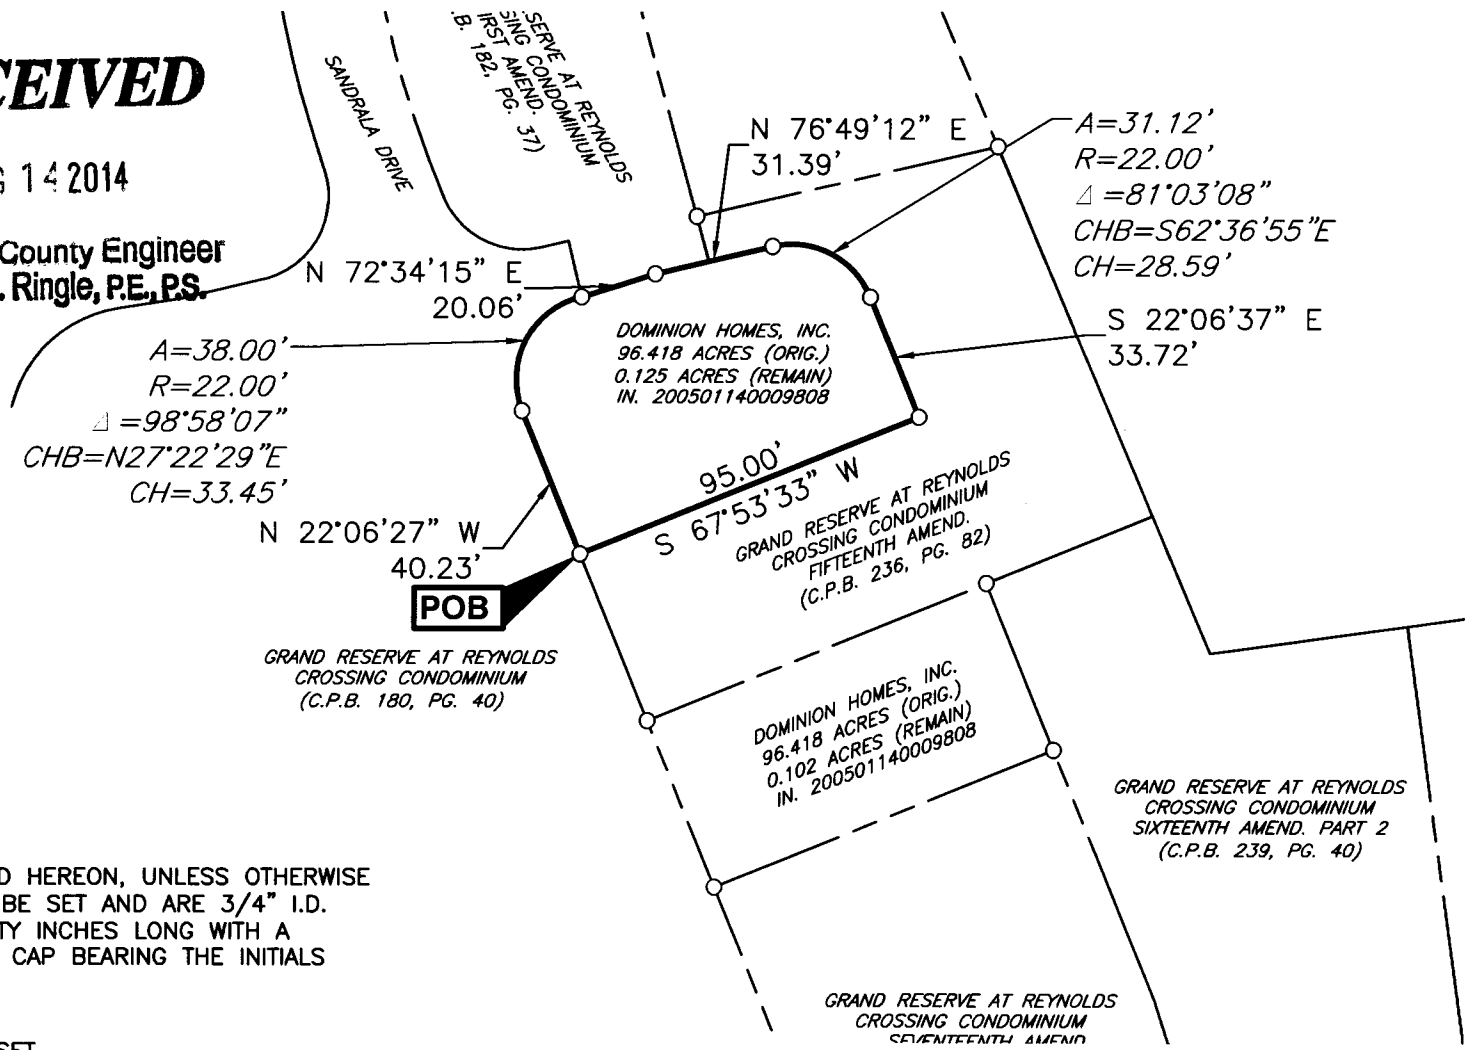 CEIVED
G 14 2014
County Engineer
. Ringle, P.E., P.S.
SANDRALA DRIVE
SERVE AT REYNOLDS
SING CONDOMINIUM
IRST AMEND.
.B. 182, PG. 37)
N 76°49'12" E
31.39'
A=31.12'
R=22.00'
Δ=81°03'08"
CHB=S62°36'55"E
CH=28.59'
N 72°34'15" E
20.06'
S 22°06'37" E
33.72'
A=38.00'
R=22.00'
Δ=98°58'07"
CHB=N27°22'29"E
CH=33.45'
DOMINION HOMES, INC.
96.418 ACRES (ORIG.)
0.125 ACRES (REMAIN)
IN. 200501140009808
95.00'
S 67°53'33" W
N 22°06'27" W
40.23'
POB
GRAND RESERVE AT REYNOLDS
CROSSING CONDOMINIUM
FIFTEENTH AMEND.
(C.P.B. 236, PG. 82)
GRAND RESERVE AT REYNOLDS
CROSSING CONDOMINIUM
(C.P.B. 180, PG. 40)
DOMINION HOMES, INC.
96.418 ACRES (ORIG.)
0.102 ACRES (REMAIN)
IN. 200501140009808
GRAND RESERVE AT REYNOLDS
CROSSING CONDOMINIUM
SIXTEENTH AMEND. PART 2
(C.P.B. 239, PG. 40)
D HEREON, UNLESS OTHERWISE
BE SET AND ARE 3/4" I.D.
TY INCHES LONG WITH A
CAP BEARING THE INITIALS
GRAND RESERVE AT REYNOLDS
CROSSING CONDOMINIUM
SEVENTEENTH AMEND
SET